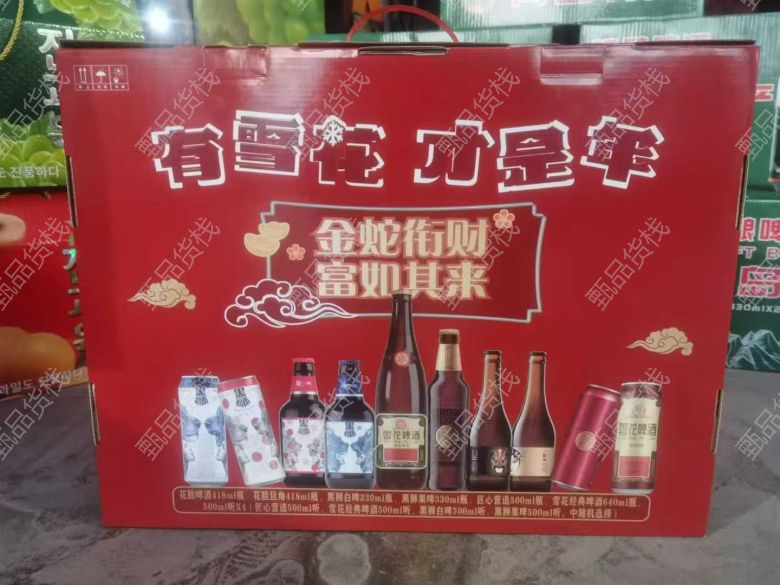 有雪花 才是年
金蛇衔财
富如其来
雪花啤酒
雪花啤酒
花脸啤酒418ml瓶、花脸旦角418ml瓶、黑狮白啤330ml瓶、黑狮果啤330ml瓶、匠心营造500ml瓶、雪花经典啤酒640ml瓶、
500ml听X4（匠心营造500ml听、雪花经典啤酒500ml听、黑狮白啤500ml听、黑狮果啤500ml听，中随机选择）
진품하다
과일도
甄品货栈